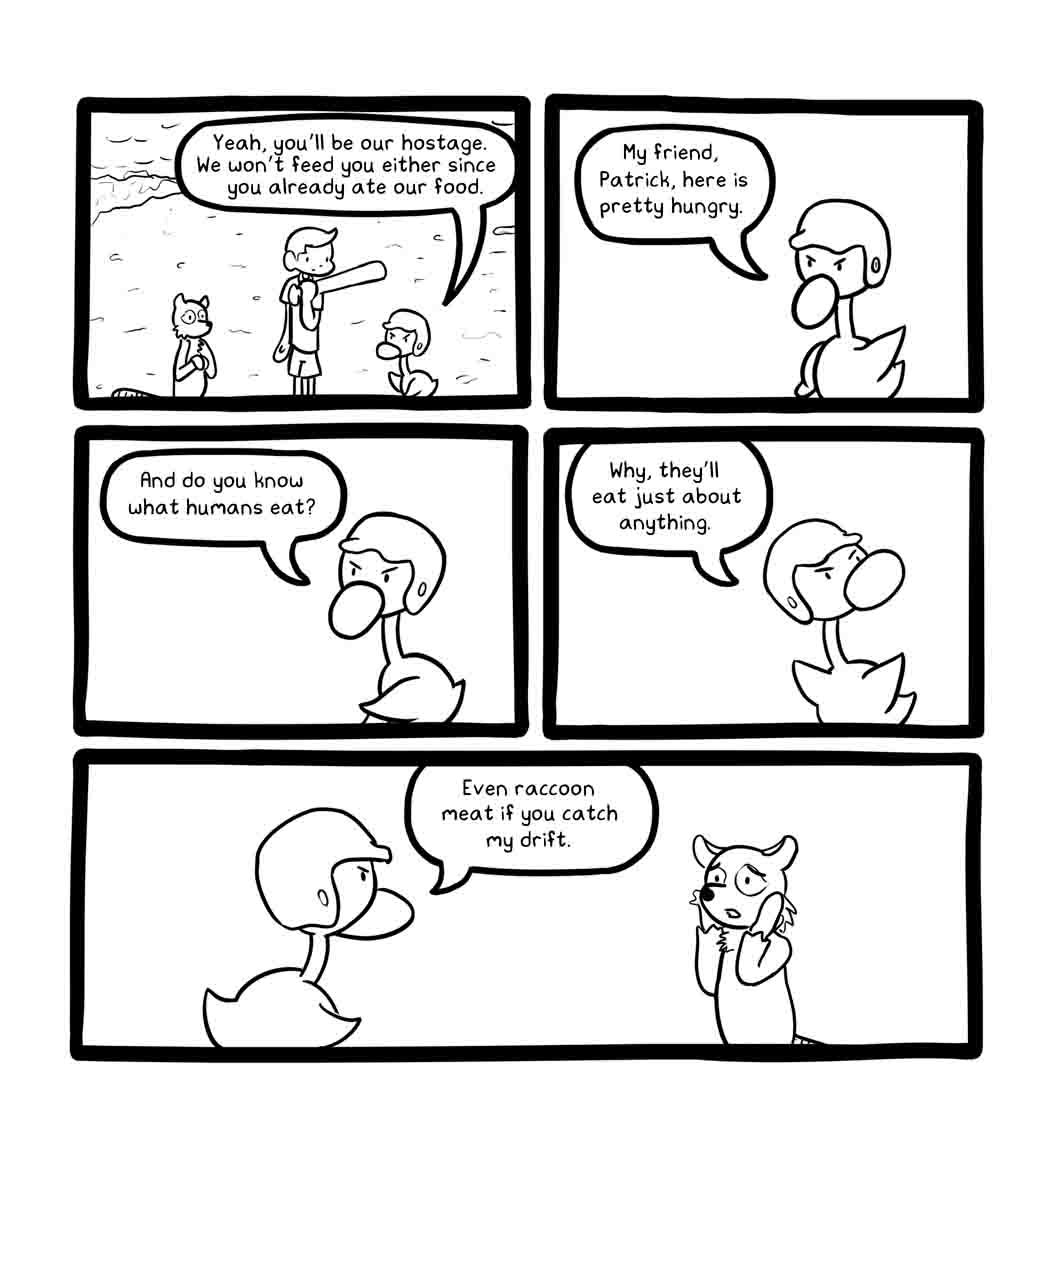 Yeah, you'll be our hostage.
We won't feed you either since
you already ate our food.
My friend,
Patrick, here is
pretty hungry.
And do you know
what humans eat?
Why, they'll
eat just about
anything.
Even raccoon
meat if you catch
my drift.